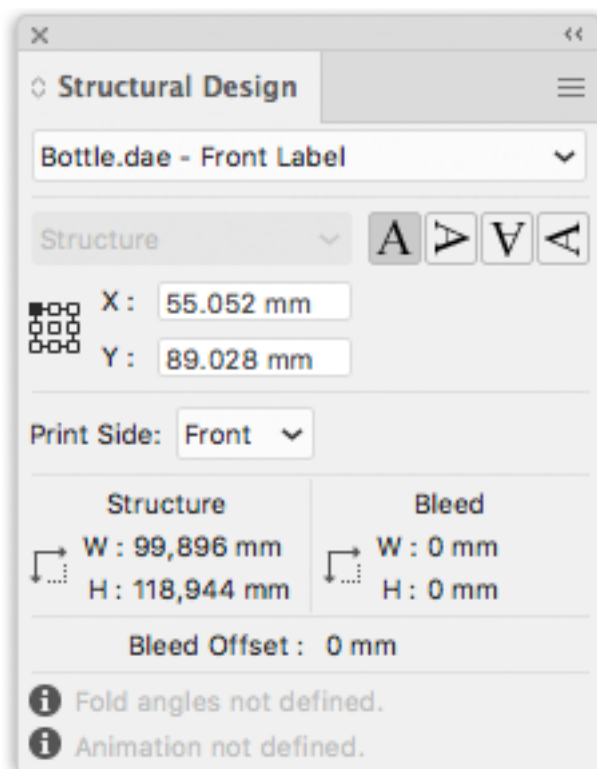 Structural Design
Bottle.dae - Front Label
Structure A A A A
X : 55.052 mm
Y : 89.028 mm
Print Side: Front
Structure Bleed
W : 99,896 mm W : 0 mm
H : 118,944 mm H : 0 mm
Bleed Offset : 0 mm
Fold angles not defined.
Animation not defined.